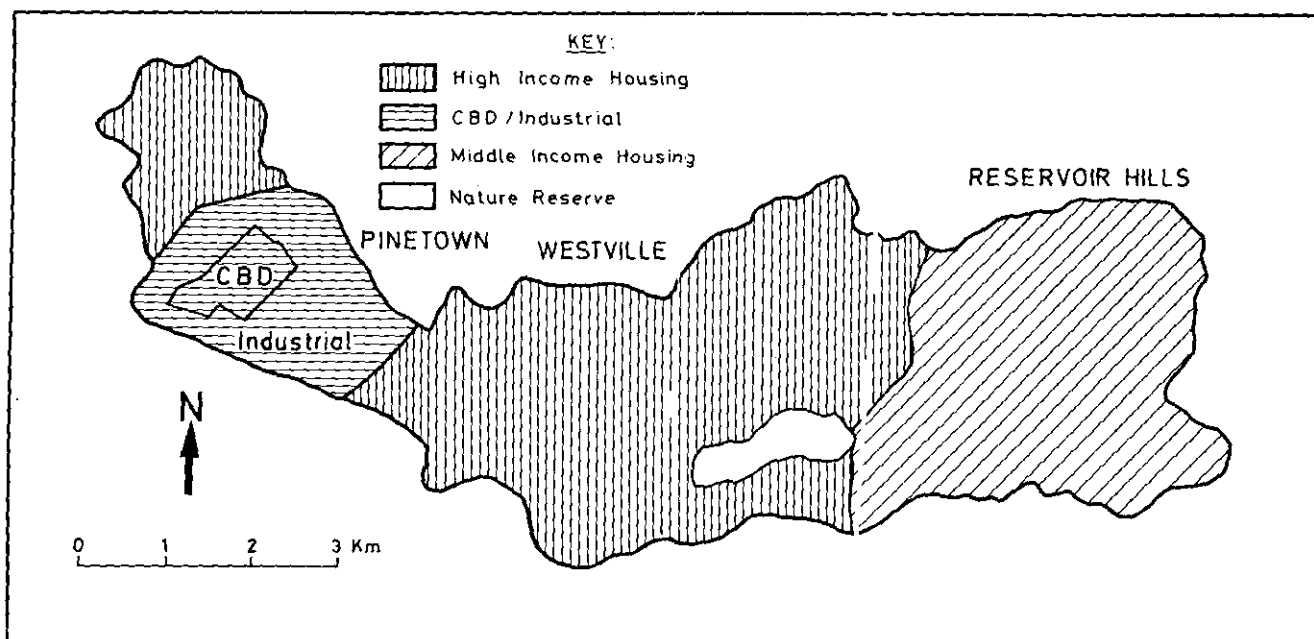 KEY:
High Income Housing
CBD/Industrial
Middle Income Housing
Nature Reserve
RESERVOIR HILLS
PINETOWN
WESTVILLE
CBD
Industrial
N
0 1 2 3 Km